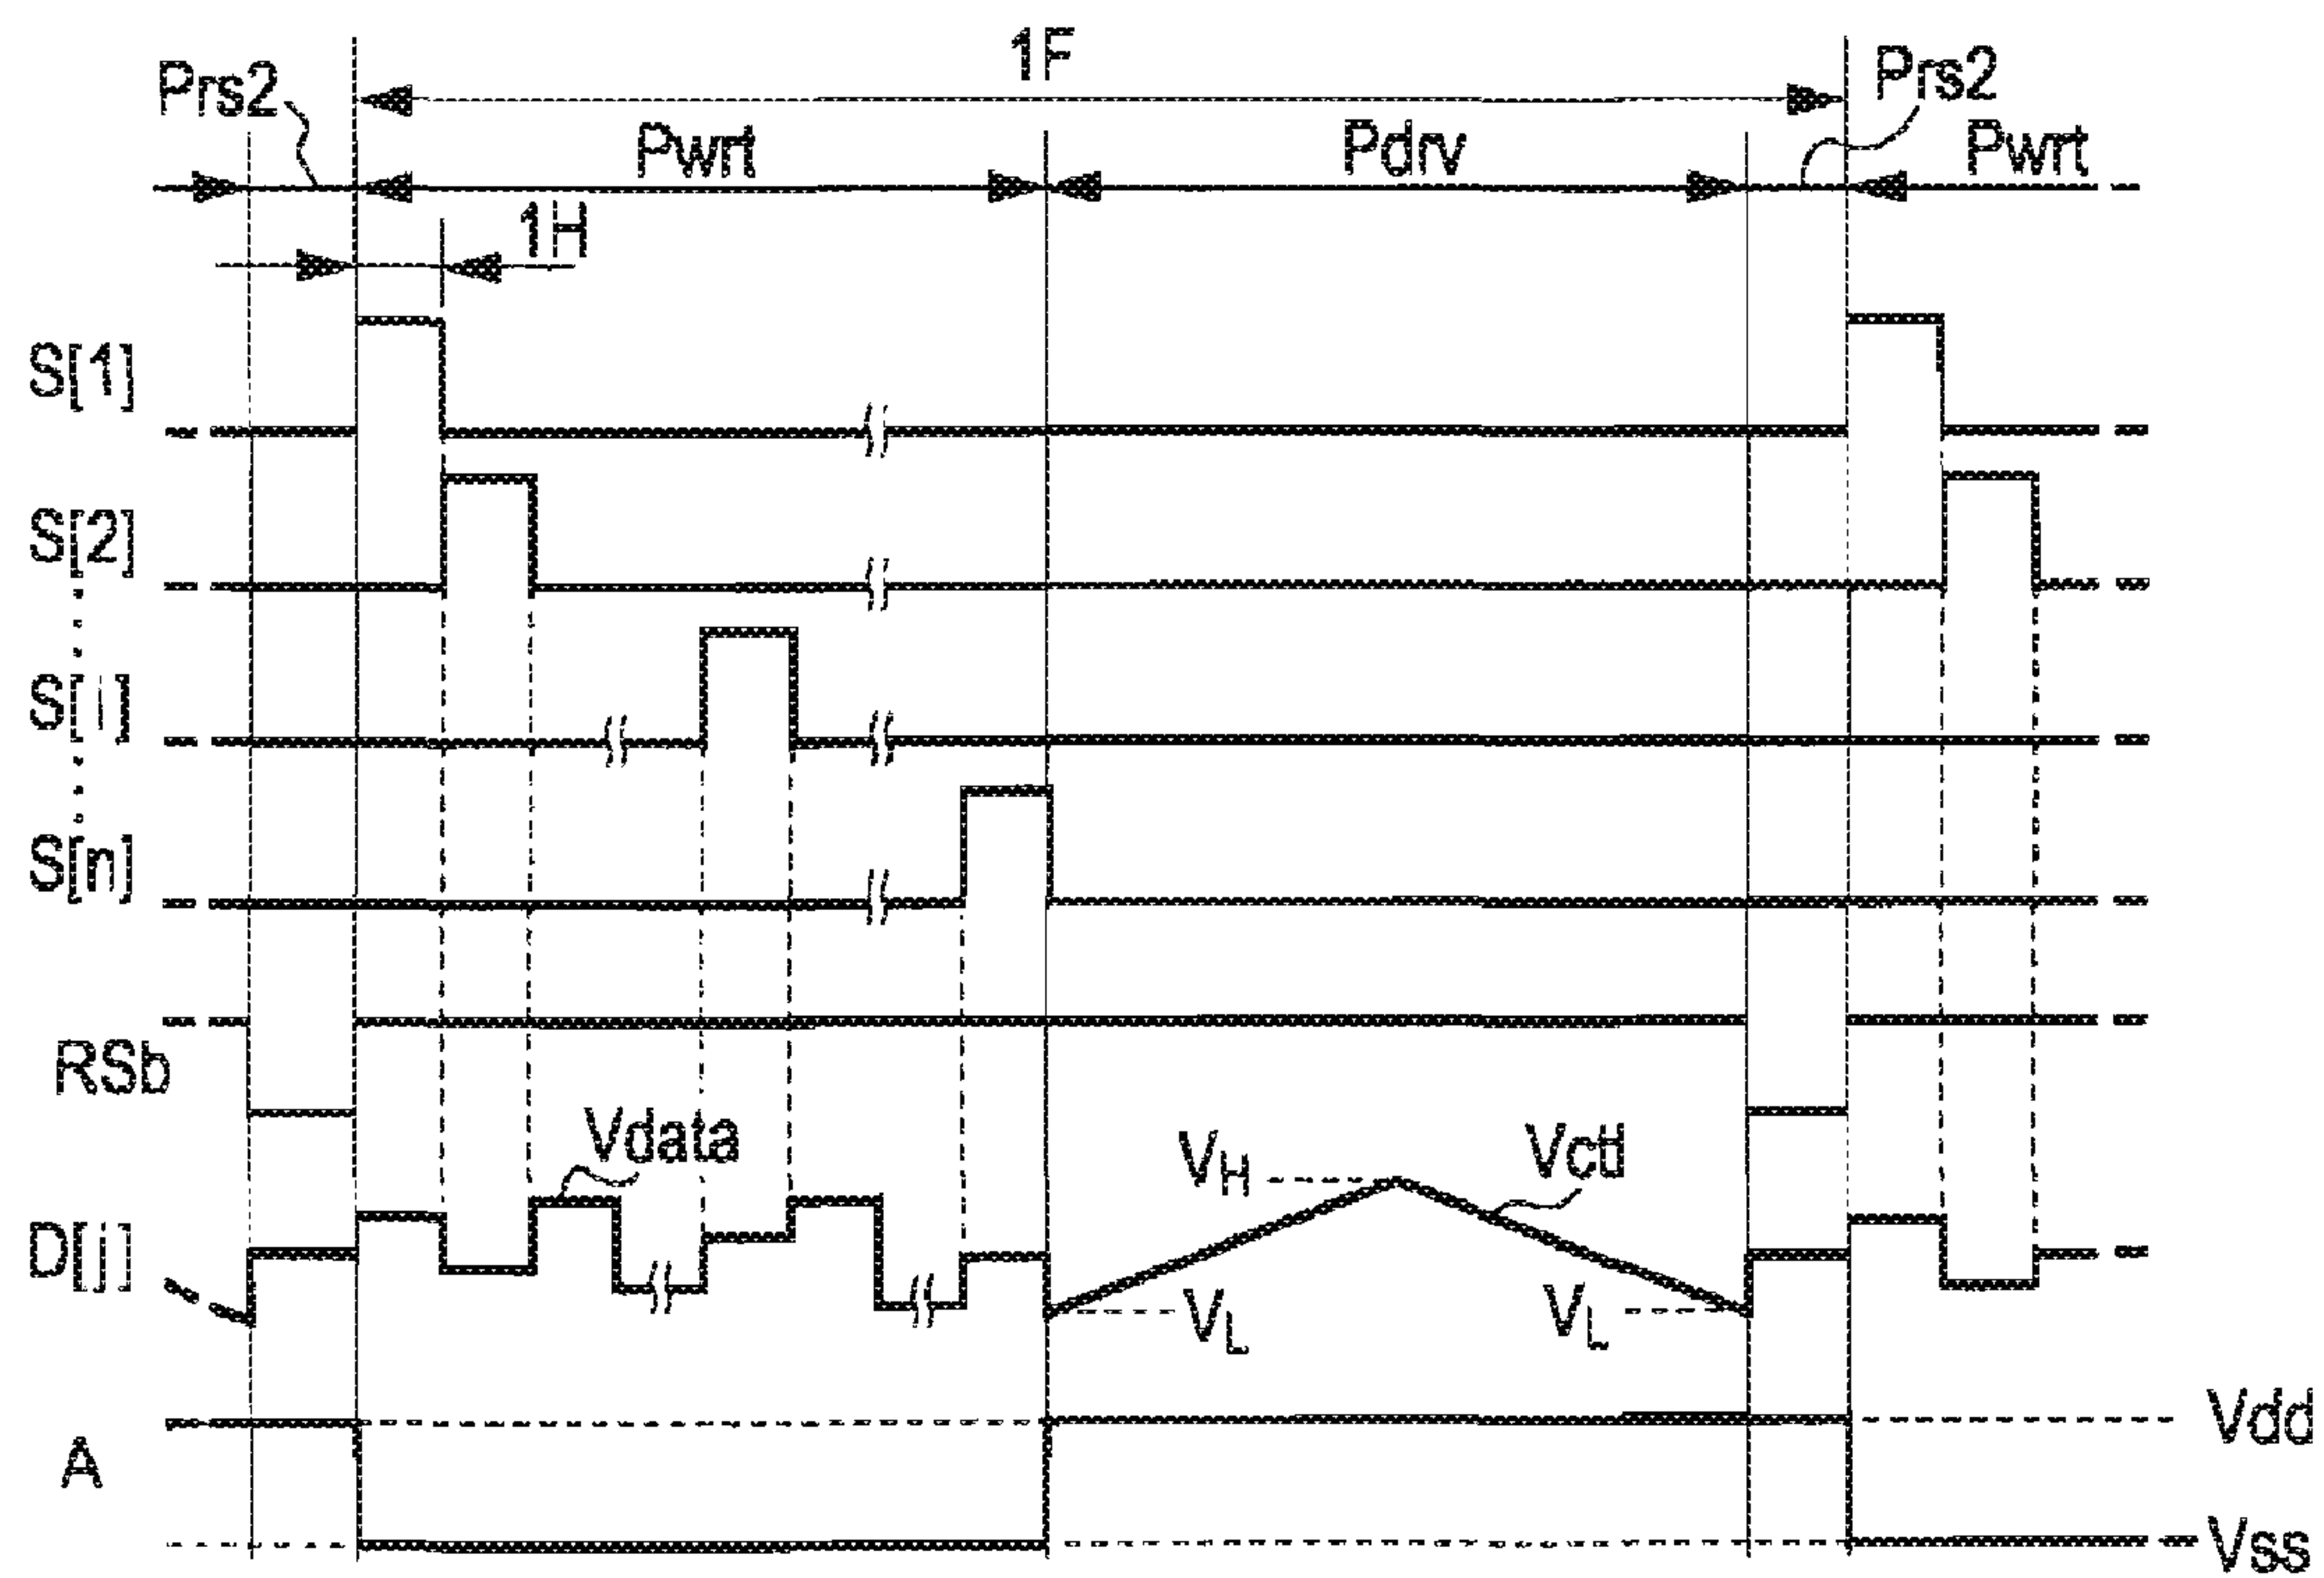 1F
Prs2
Prs2
Pwrt
Pdrv
Pwrt
1H
S[1]
S[2]
S[i]
S[n]
RSb
Vdata
VH
Vctl
D[j]
VL
VL
Vdd
A
Vss